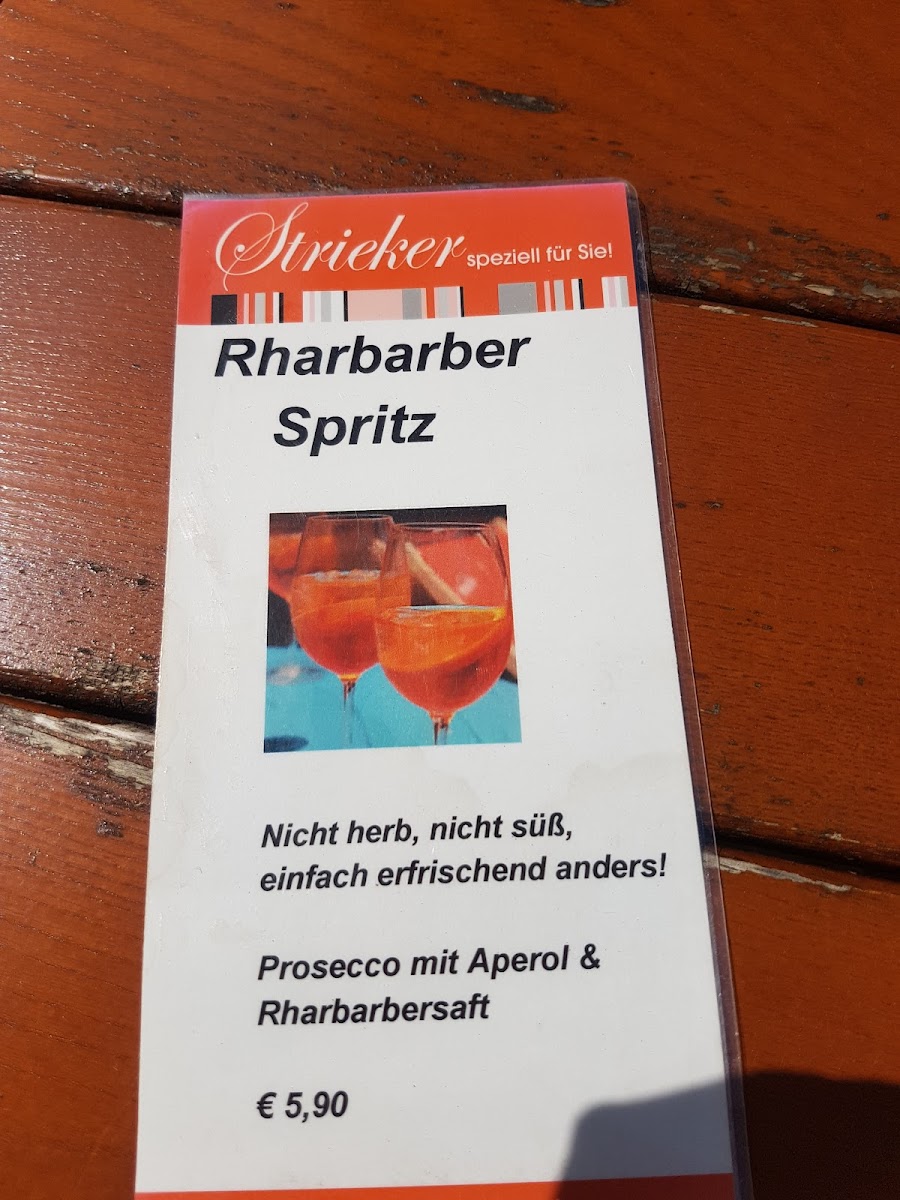 Strieker speziell für Sie!
Rharbarber
Spritz
Nicht herb, nicht süß,
einfach erfrischend anders!
Prosecco mit Aperol &
Rharbarbersaft
€ 5,90